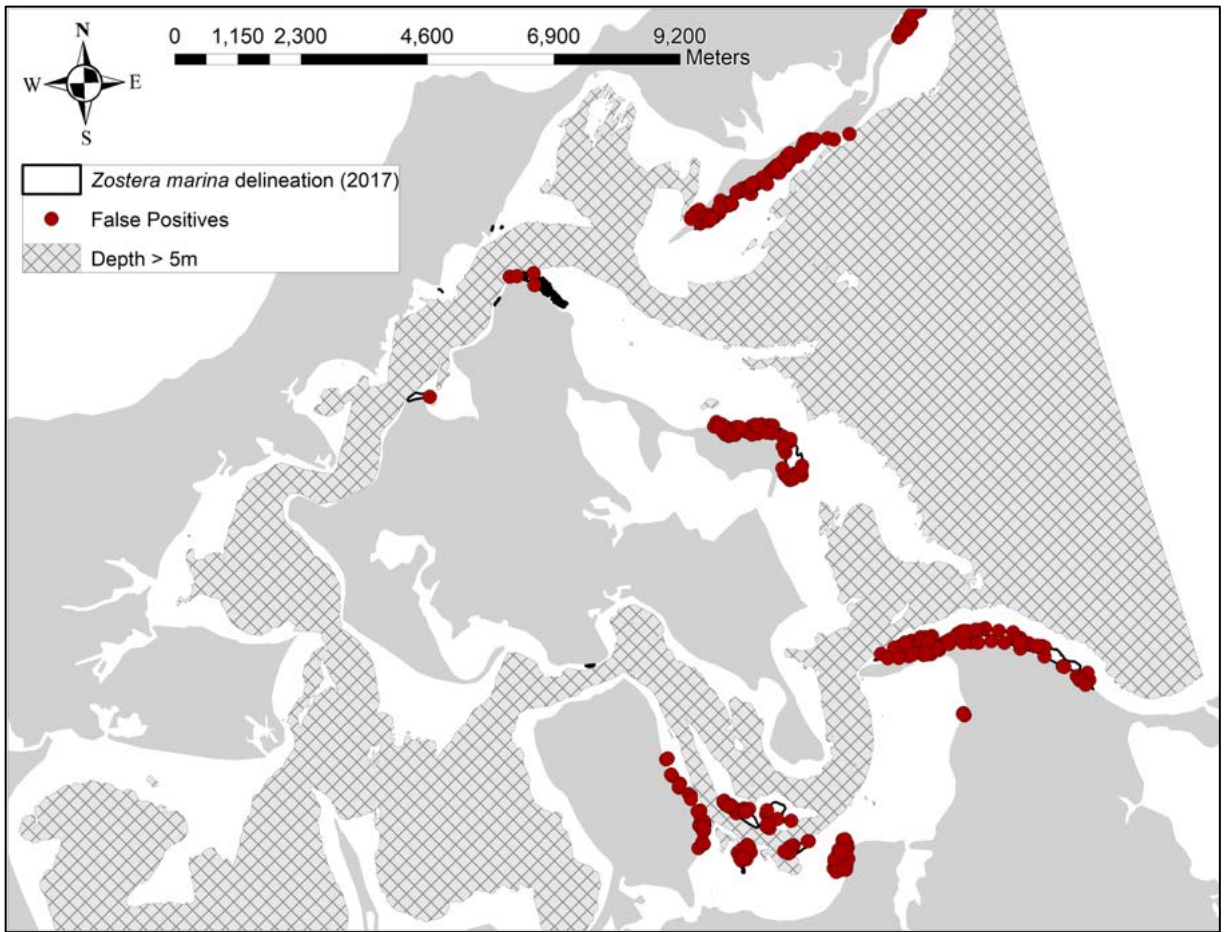 N
W E
S
0 1,150 2,300 4,600 6,900 9,200
Meters
Zostera marina delineation (2017)
False Positives
Depth > 5m